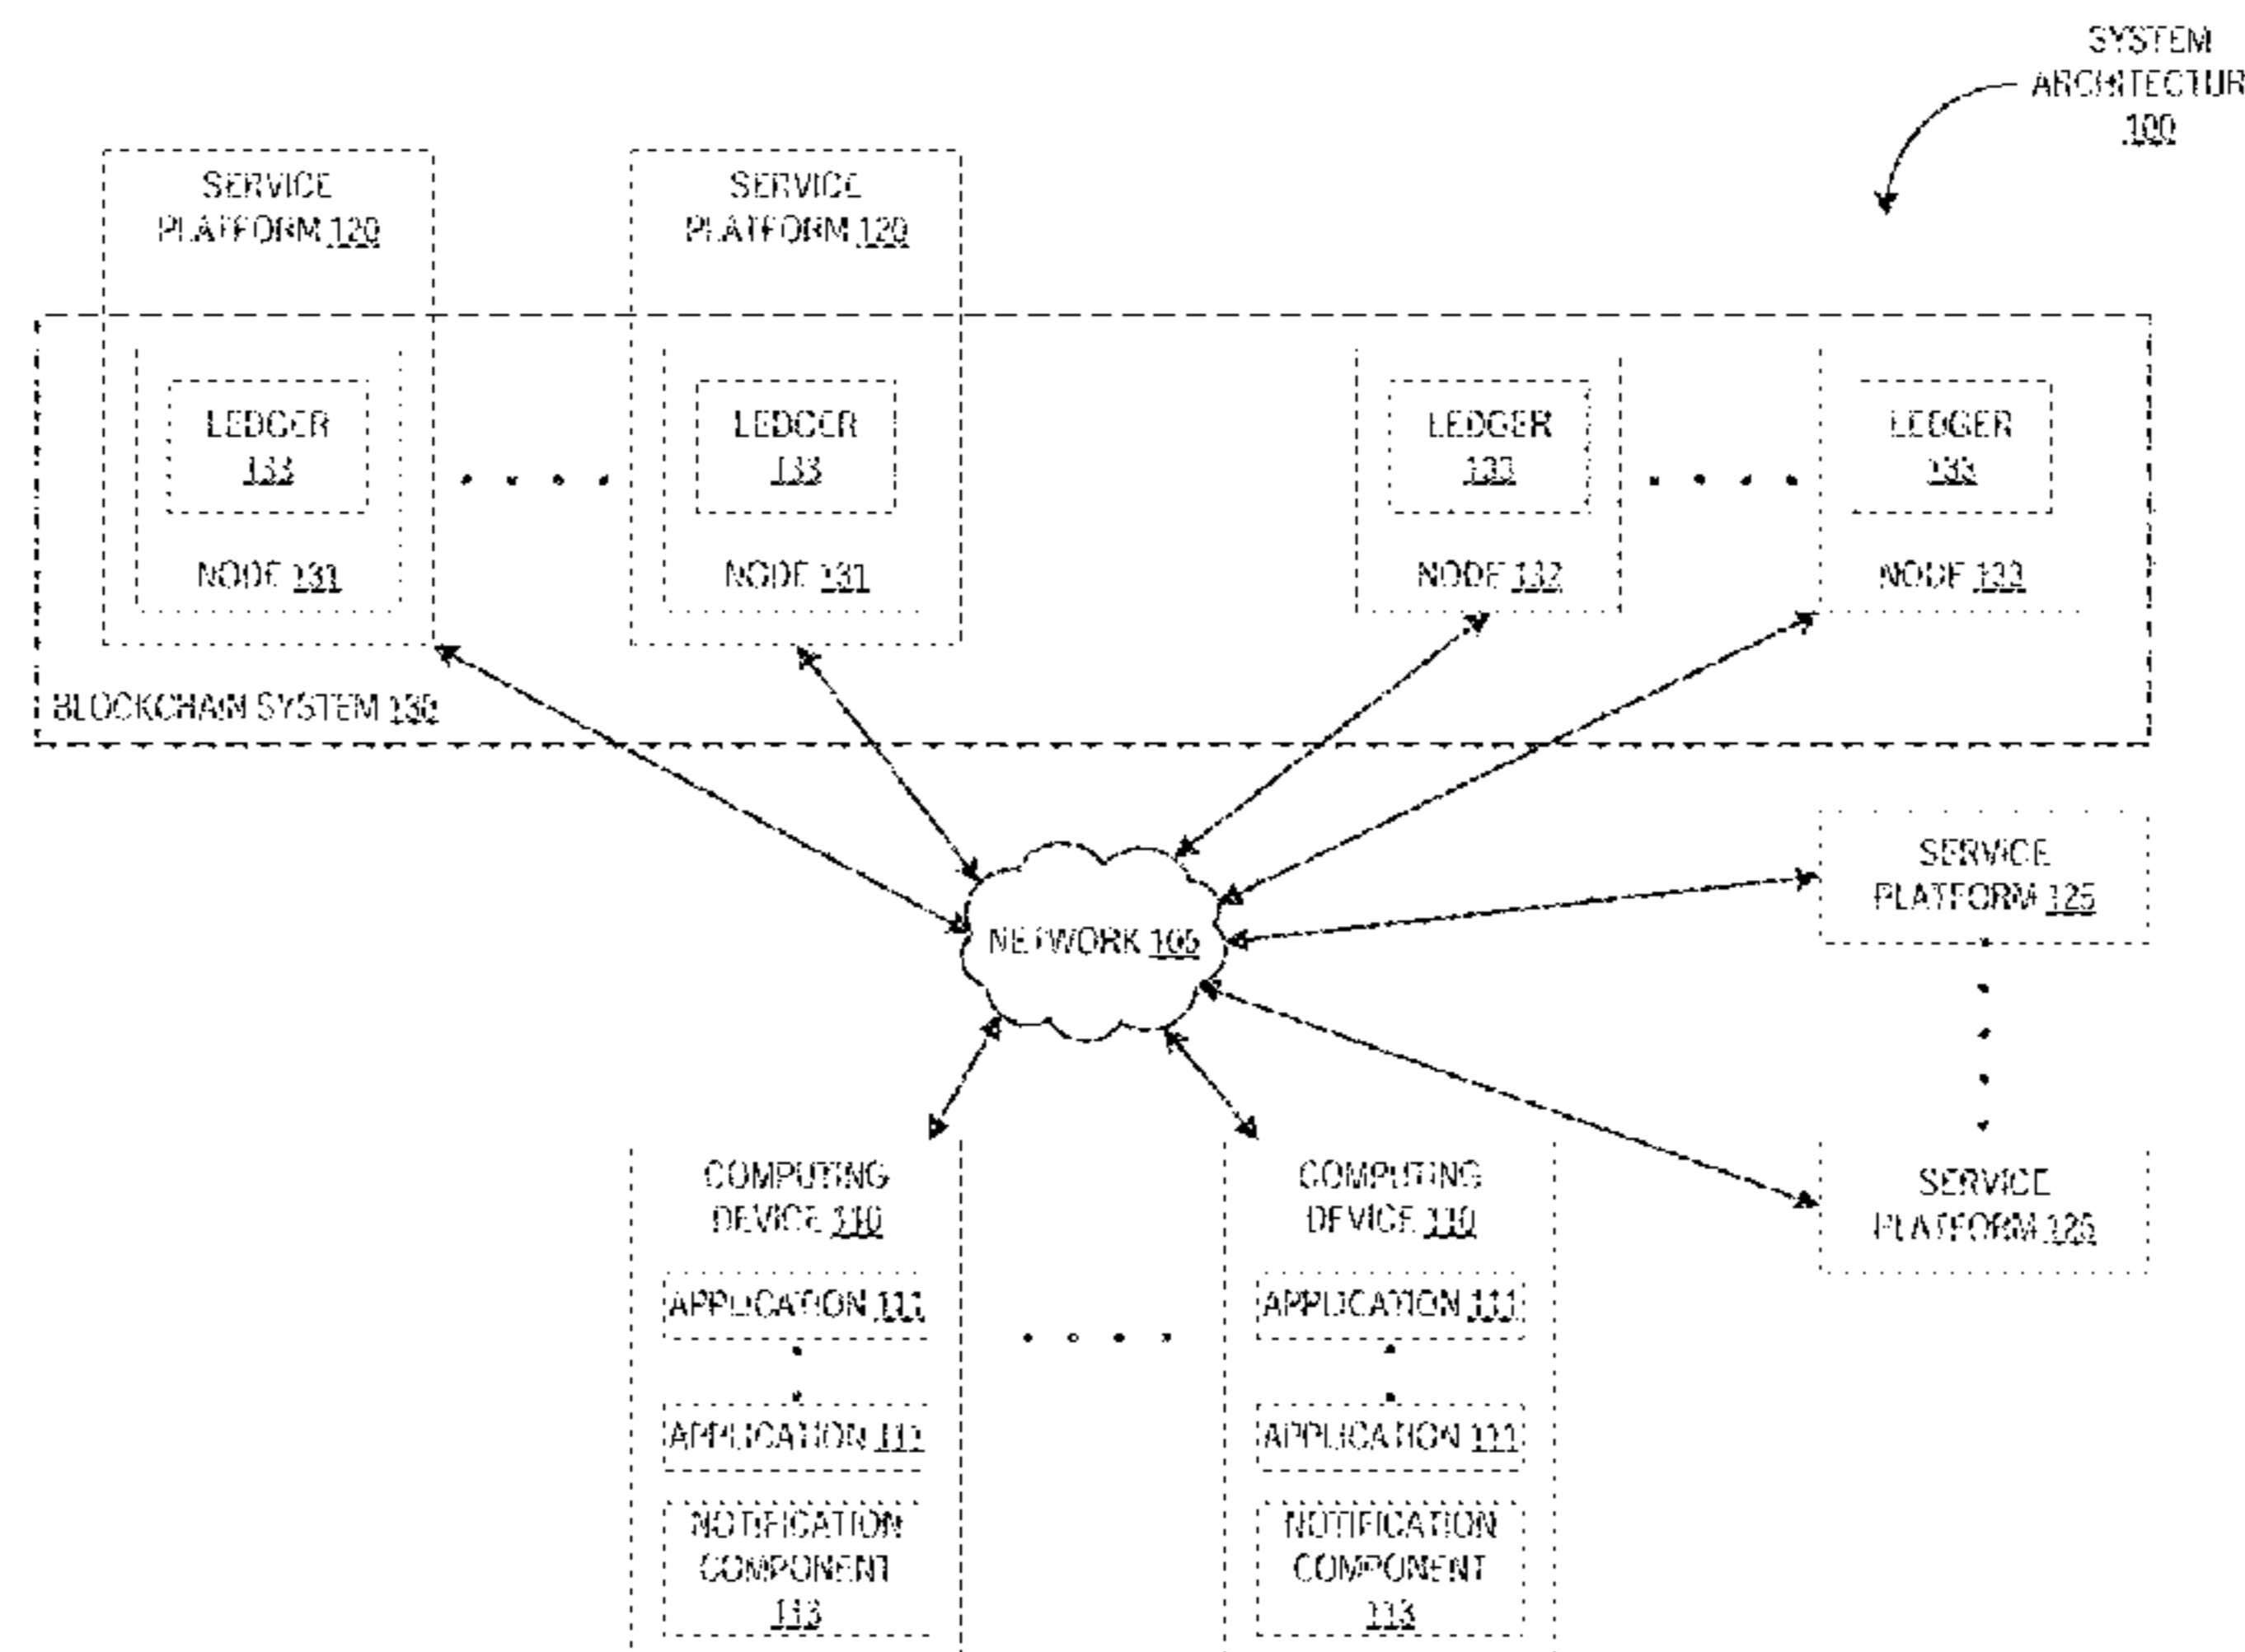 SYSTEM
ARCHITECTUR
100
SERVICE
PLATFORM 120
SERVICE
PLATFORM 120
LEDGER
133
LEDGER
133
LEDGER
133
LEDGER
133
NODE 131
NODE 131
NODE 132
NODE 133
BLOCKCHAIN SYSTEM 130
NETWORK 105
SERVICE
PLATFORM 125
SERVICE
PLATFORM 125
COMPUTING
DEVICE 110
APPLICATION 111
APPLICATION 111
NOTIFICATION
COMPONENT
113
COMPUTING
DEVICE 110
APPLICATION 111
APPLICATION 111
NOTIFICATION
COMPONENT
113